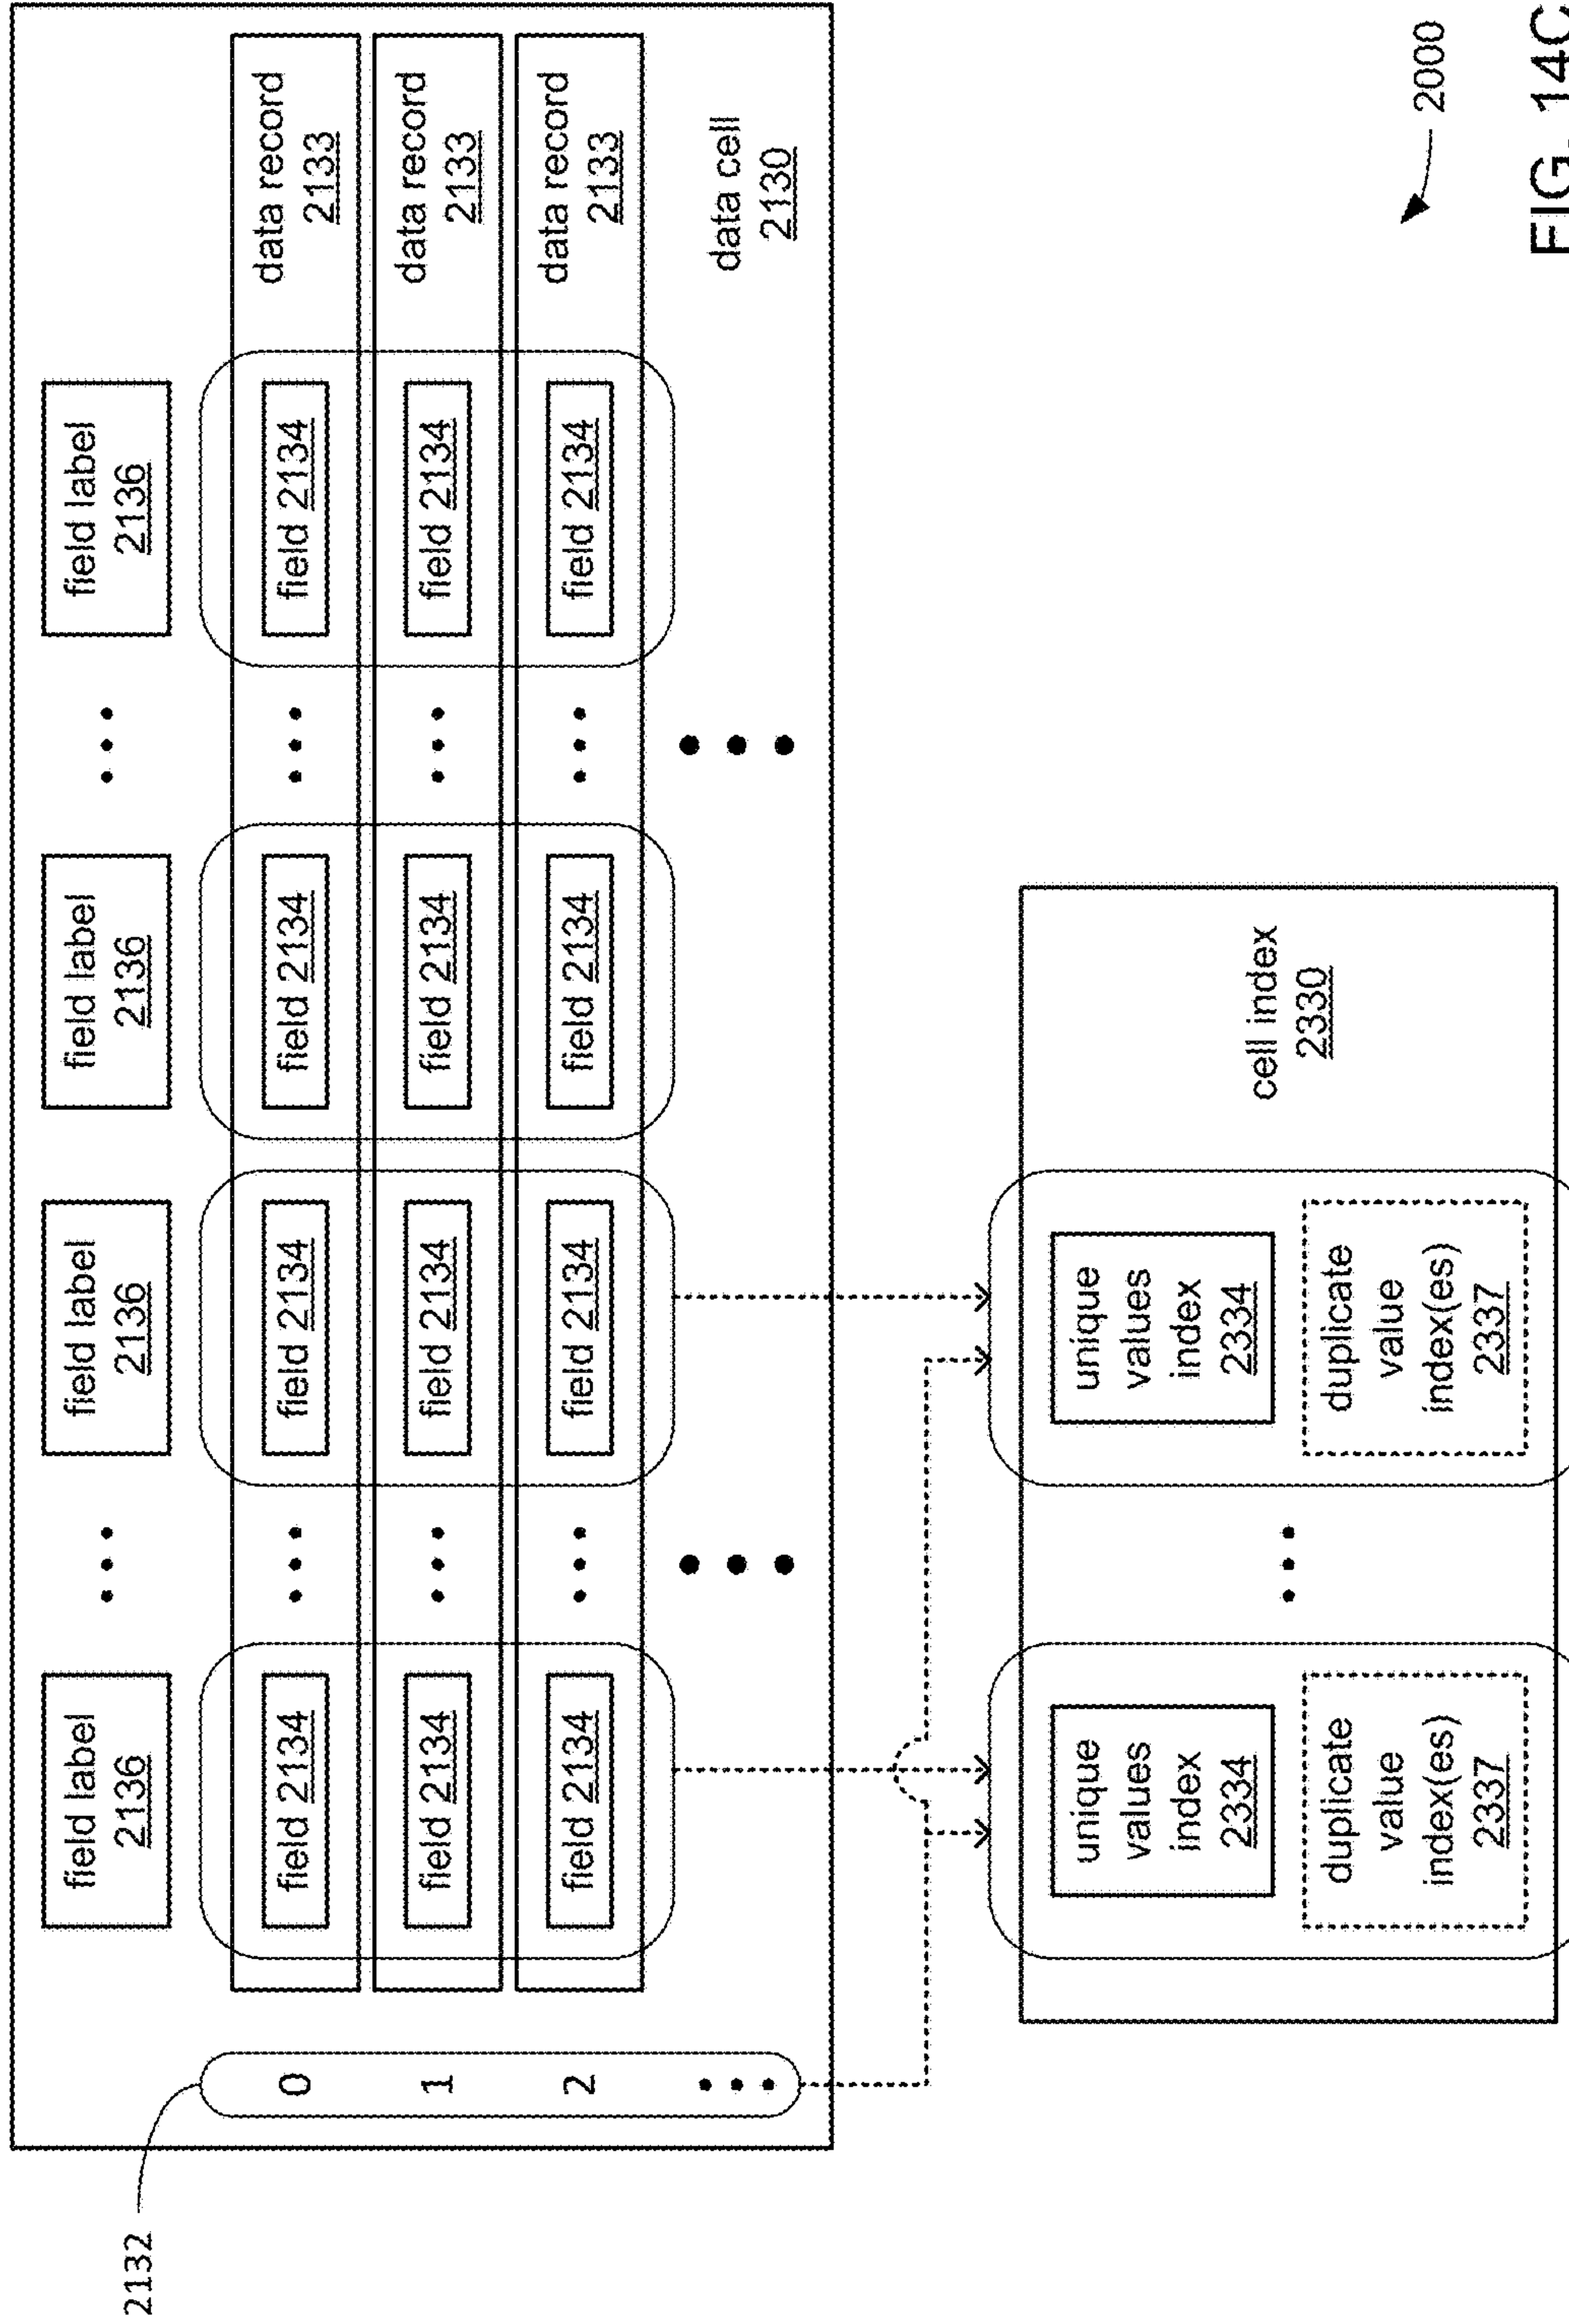 2132
field label
2136
• • •
field label
2136
field label
2136
• • •
field label
2136
0
field 2134
• • •
field 2134
field 2134
• • •
field 2134
data record
2133
1
field 2134
• • •
field 2134
field 2134
• • •
field 2134
data record
2133
2
field 2134
• • •
field 2134
field 2134
• • •
field 2134
data record
2133
data cell
2130
unique
values
index
2334
duplicate
value
index(es)
2337
• • •
unique
values
index
2334
duplicate
value
index(es)
2337
cell index
2330
2000
FIG. 14C